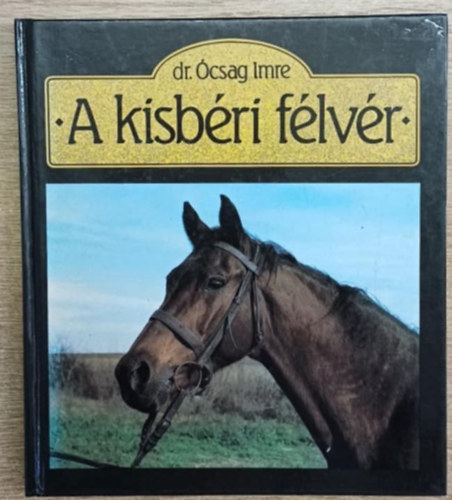 dr. Ócsag Imre
· A kisbéri félvér ·